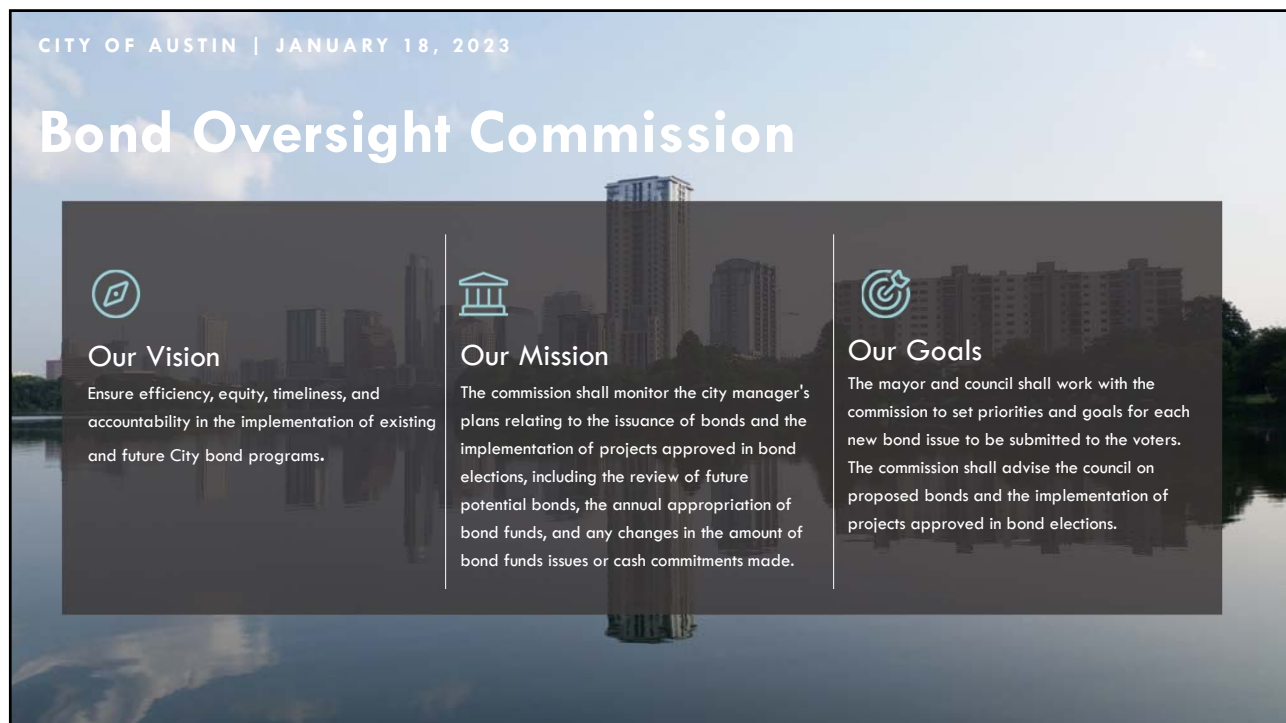 CITY OF AUSTIN | JANUARY 18, 2023
Bond Oversight Commission
Our Vision
Ensure efficiency, equity, timeliness, and
accountability in the implementation of existing
and future City bond programs.
Our Mission
The commission shall monitor the city manager's
plans relating to the issuance of bonds and the
implementation of projects approved in bond
elections, including the review of future
potential bonds, the annual appropriation of
bond funds, and any changes in the amount of
bond funds issues or cash commitments made.
Our Goals
The mayor and council shall work with the
commission to set priorities and goals for each
new bond issue to be submitted to the voters.
The commission shall advise the council on
proposed bonds and the implementation of
projects approved in bond elections.